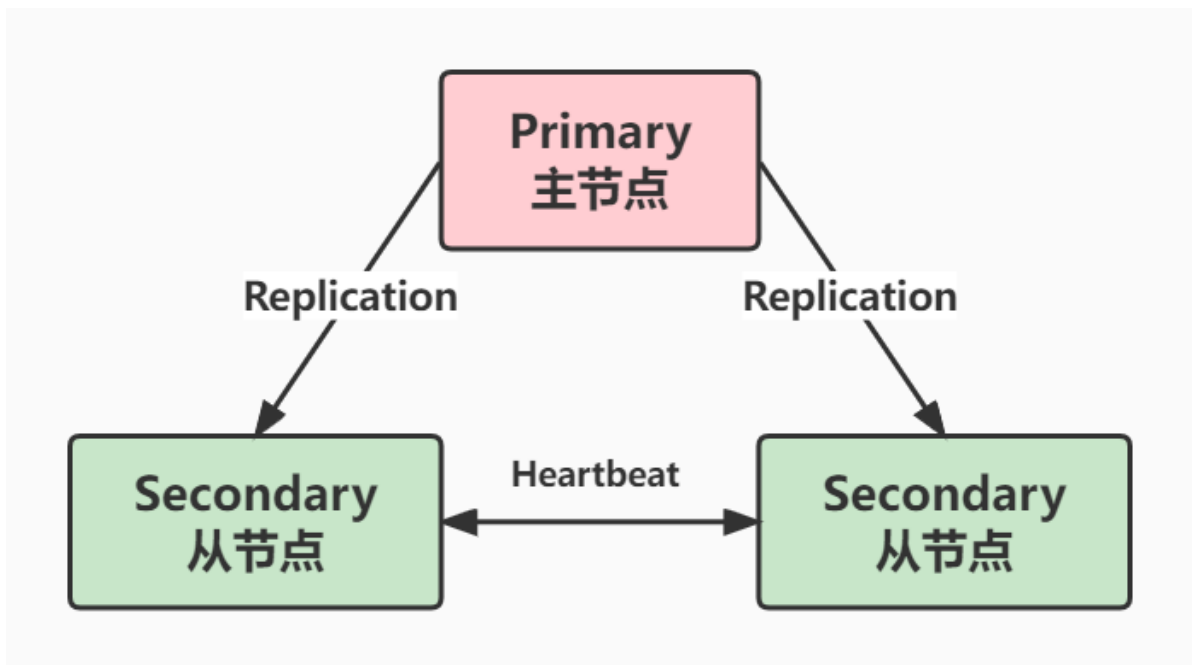 Primary
主节点
Replication
Replication
Heartbeat
Secondary
从节点
Secondary
从节点